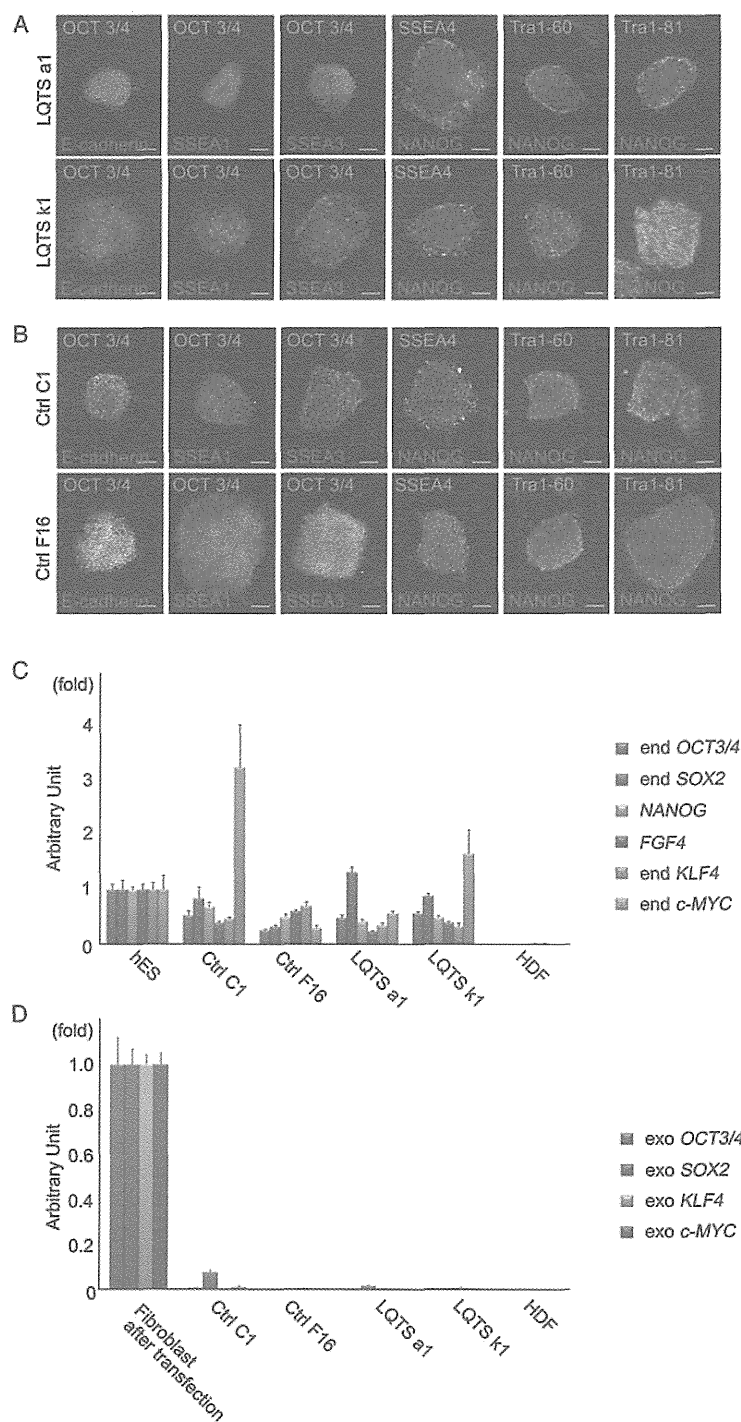 A
LQTS a1
OCT 3/4
E-cadherin
OCT 3/4
SSEA1
OCT 3/4
SSEA3
SSEA4
NANOG
Tra1-60
NANOG
Tra1-81
NANOG
LQTS k1
OCT 3/4
E-cadherin
OCT 3/4
SSEA1
OCT 3/4
SSEA3
SSEA4
NANOG
Tra1-60
NANOG
Tra1-81
NANOG
B
Ctrl C1
OCT 3/4
E-cadherin
OCT 3/4
SSEA1
OCT 3/4
SSEA3
SSEA4
NANOG
Tra1-60
NANOG
Tra1-81
NANOG
Ctrl F16
OCT 3/4
E-cadherin
OCT 3/4
SSEA1
OCT 3/4
SSEA3
SSEA4
NANOG
Tra1-60
NANOG
Tra1-81
NANOG
C
(fold)
Arbitrary Unit
4
3
2
1
0
hES
Ctrl C1
Ctrl F16
LQTS a1
LQTS k1
HDF
end OCT3/4
end SOX2
NANOG
FGF4
end KLF4
end c-MYC
D
(fold)
Arbitrary Unit
1.0
0.8
0.6
0.4
0.2
0
Fibroblast
after transfection
Ctrl C1
Ctrl F16
LQTS a1
LQTS k1
HDF
exo OCT3/4
exo SOX2
exo KLF4
exo c-MYC